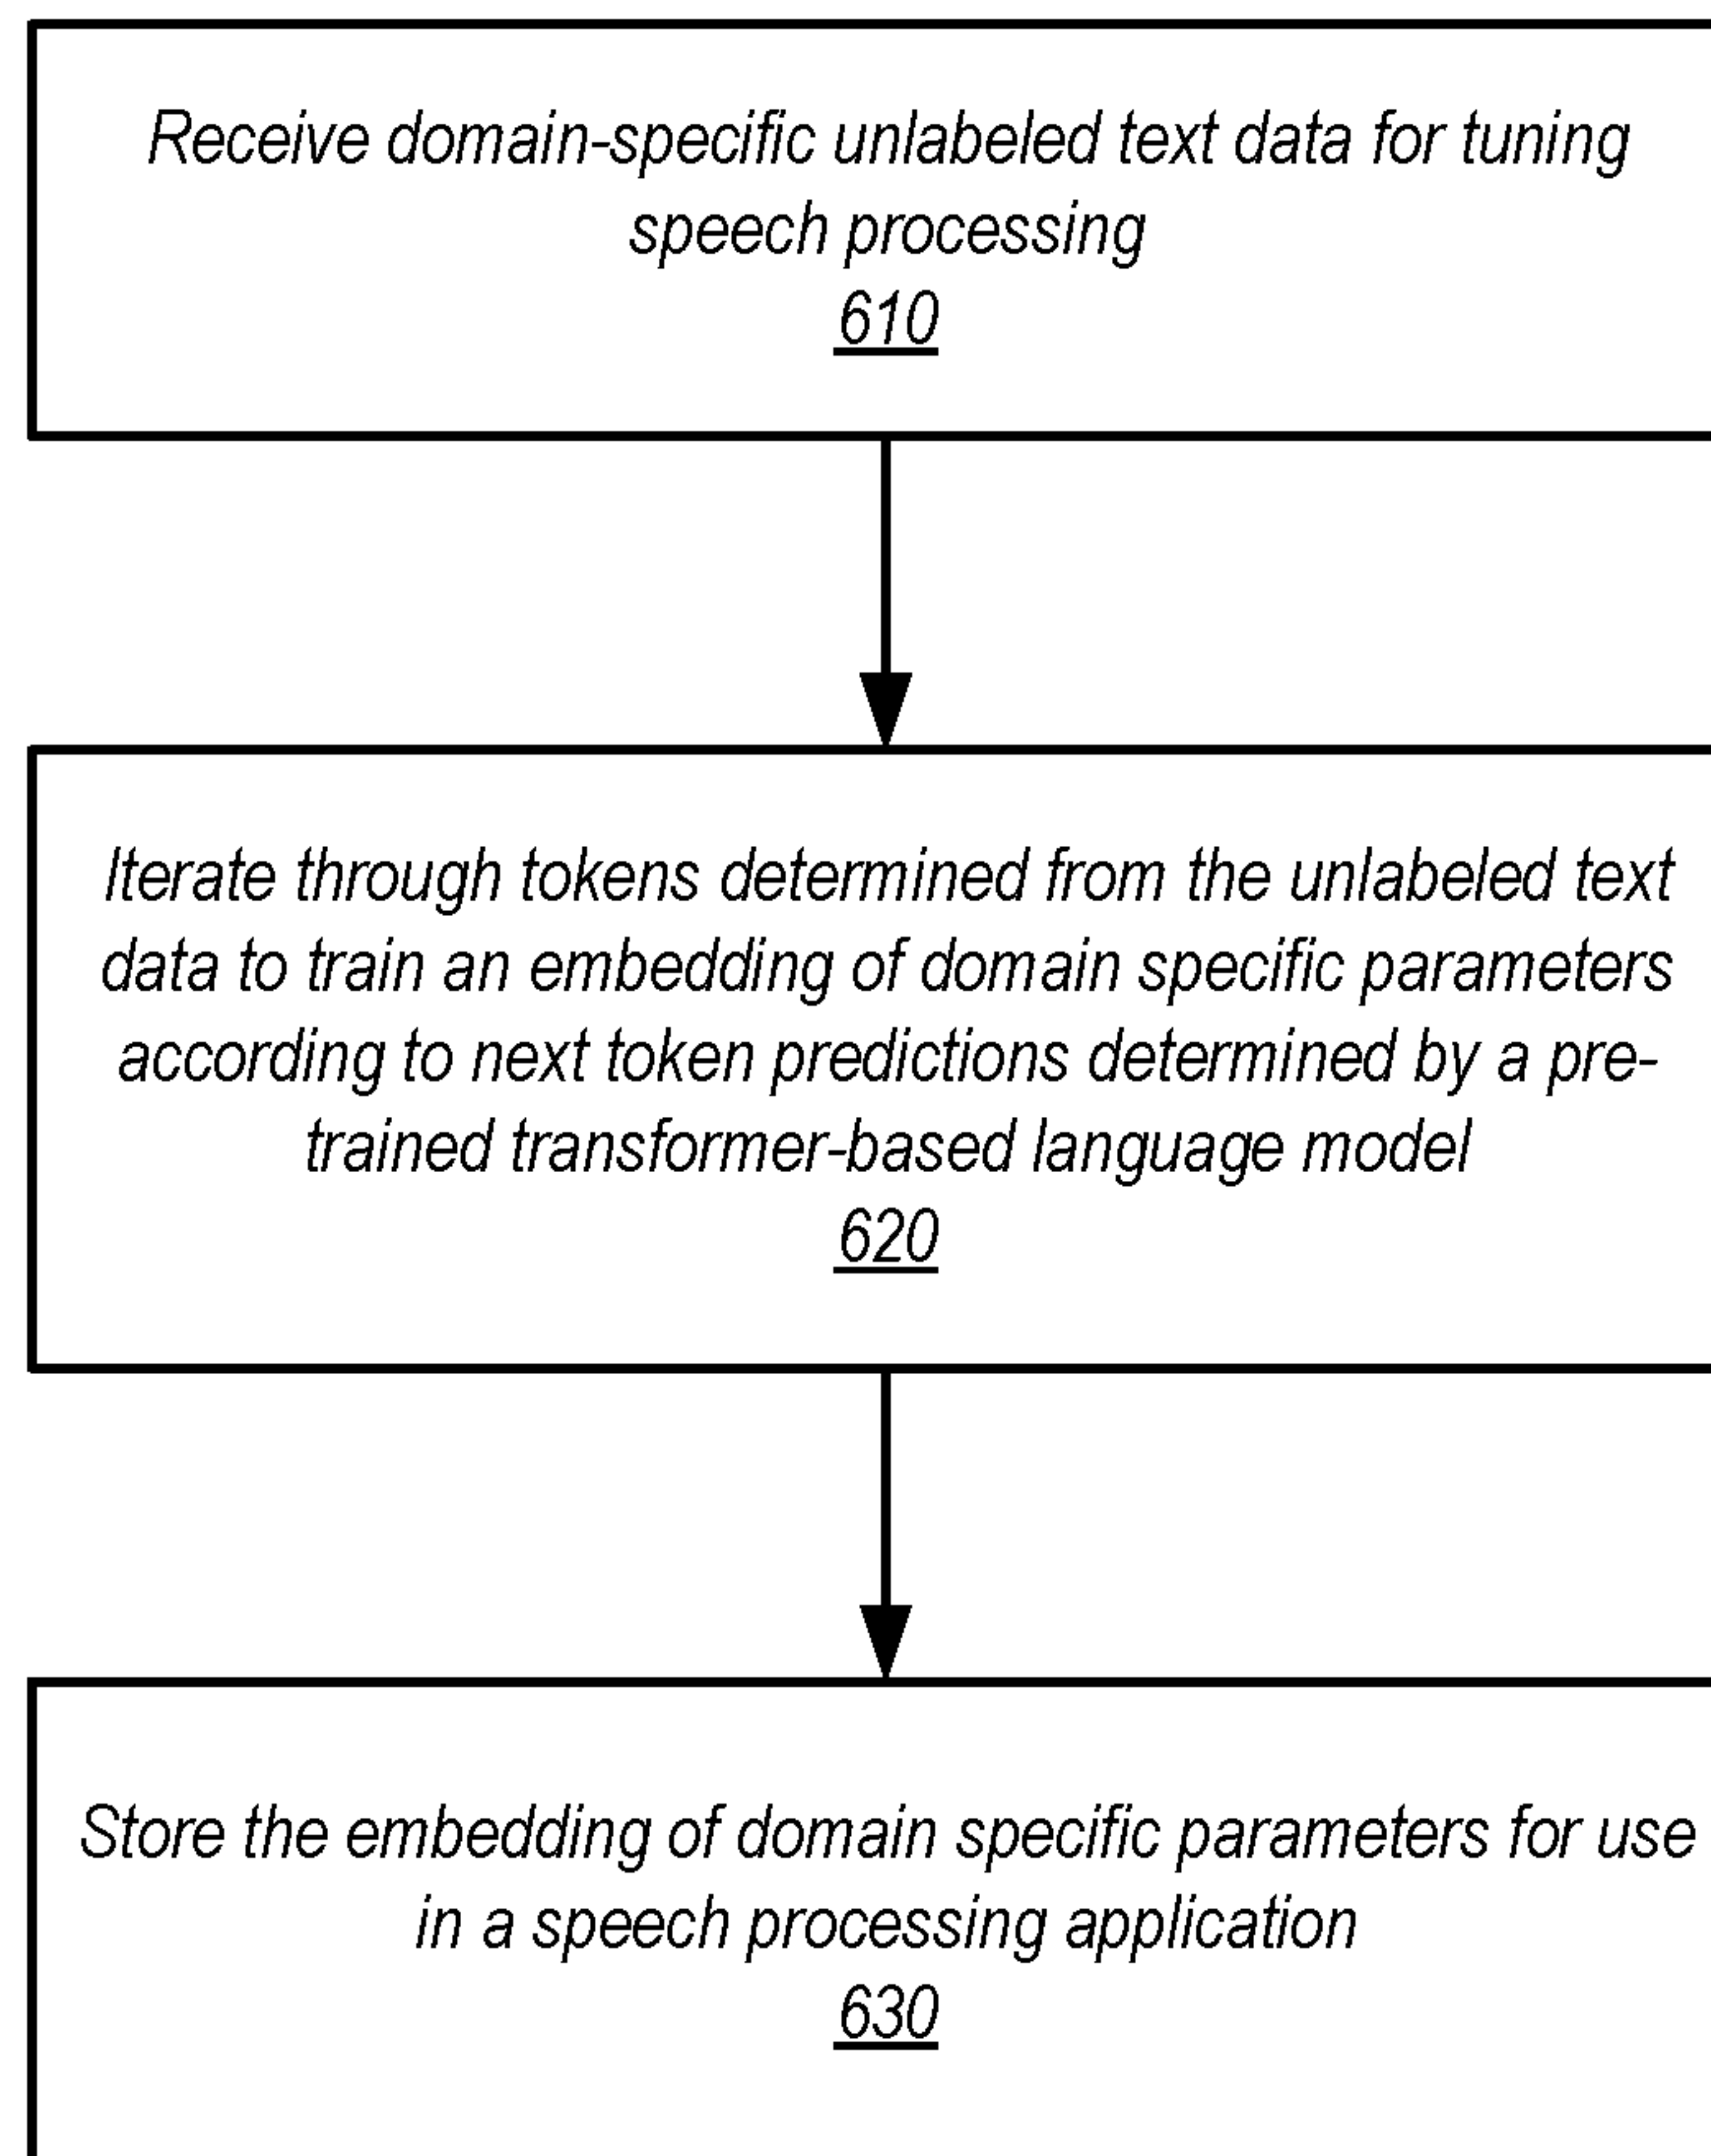 Receive domain-specific unlabeled text data for tuning
speech processing
610
Iterate through tokens determined from the unlabeled text
data to train an embedding of domain specific parameters
according to next token predictions determined by a pre-
trained transformer-based language model
620
Store the embedding of domain specific parameters for use
in a speech processing application
630